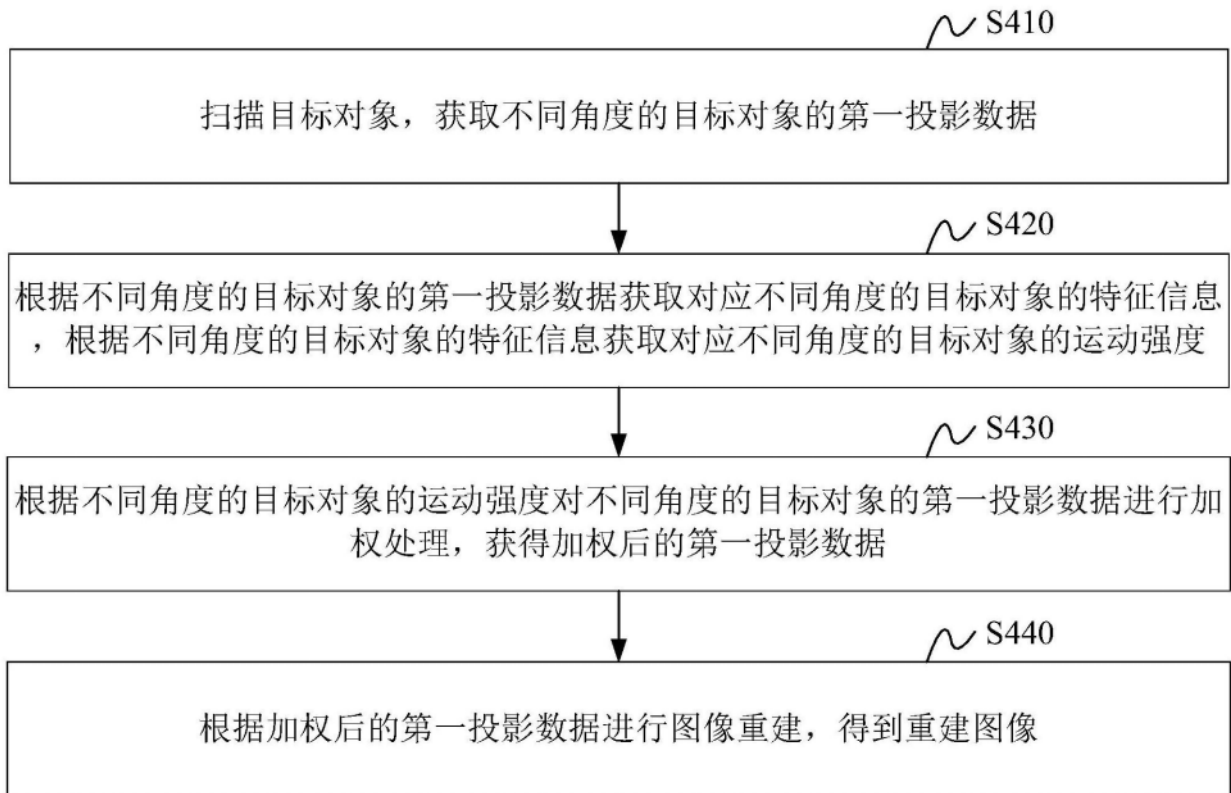 S410
扫描目标对象，获取不同角度的目标对象的第一投影数据
S420
根据不同角度的目标对象的第一投影数据获取对应不同角度的目标对象的特征信息
，根据不同角度的目标对象的特征信息获取对应不同角度的目标对象的运动强度
S430
根据不同角度的目标对象的运动强度对不同角度的目标对象的第一投影数据进行加
权处理，获得加权后的第一投影数据
S440
根据加权后的第一投影数据进行图像重建，得到重建图像